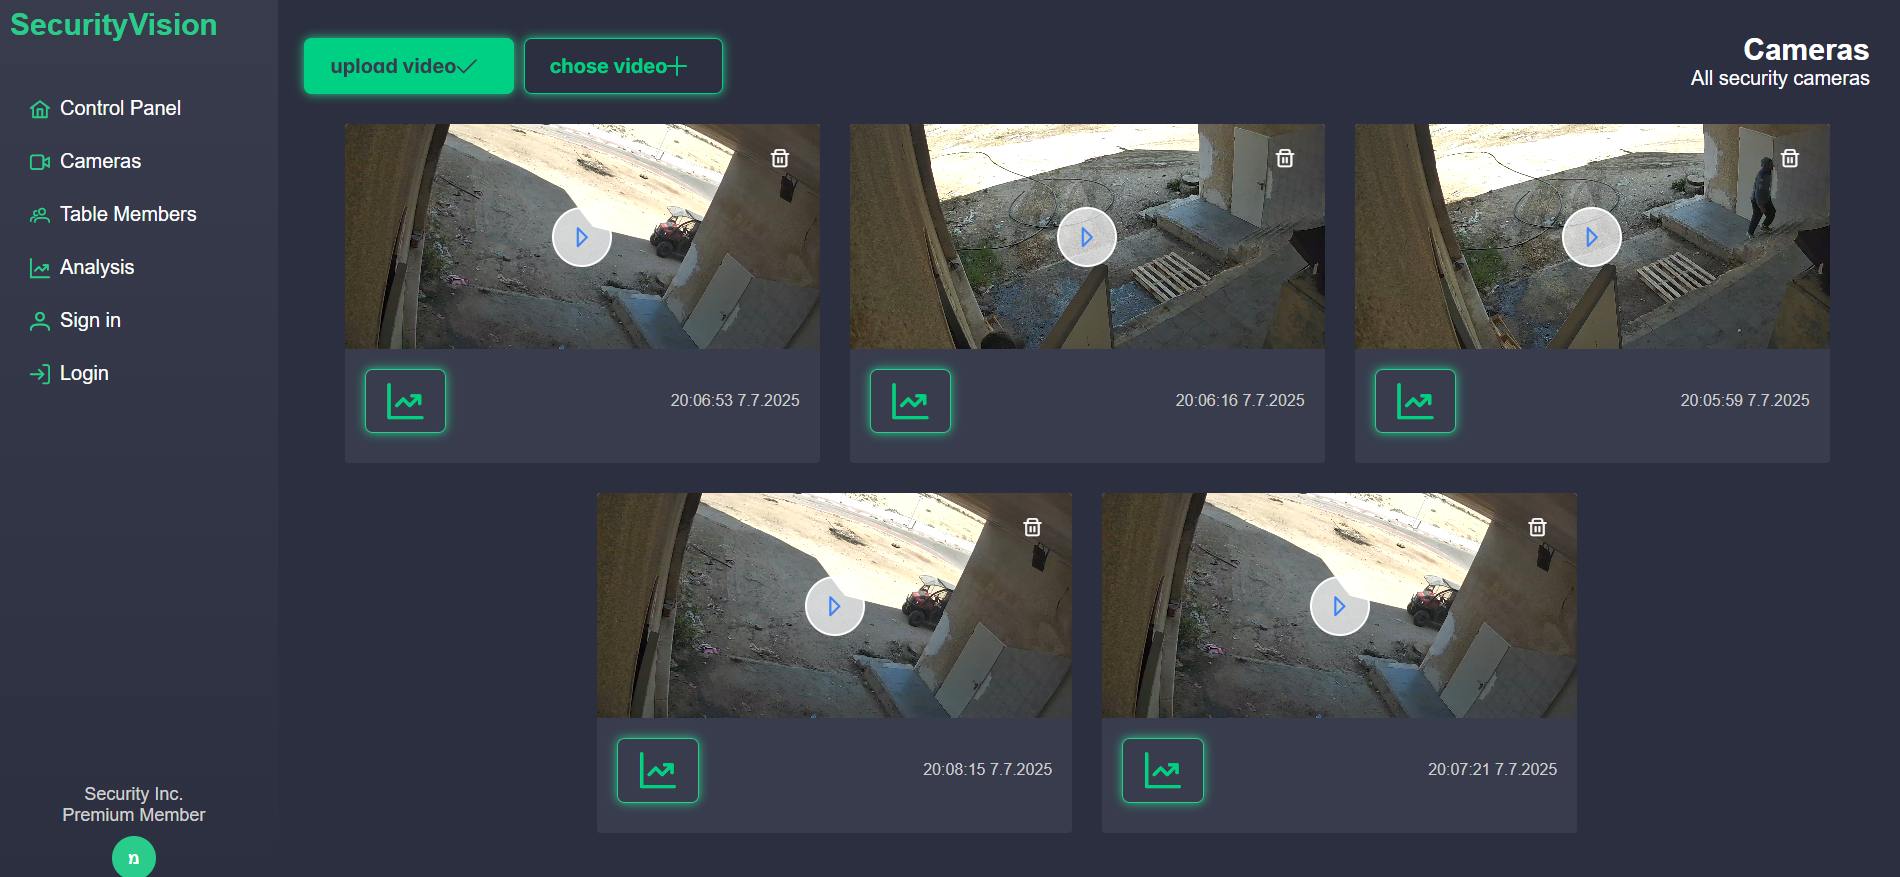 SecurityVision
Control Panel
Cameras
Table Members
Analysis
Sign in
Login
Security Inc.
Premium Member
מ
upload video
chose video
Cameras
All security cameras
20:06:53 7.7.2025
20:06:16 7.7.2025
20:05:59 7.7.2025
20:08:15 7.7.2025
20:07:21 7.7.2025